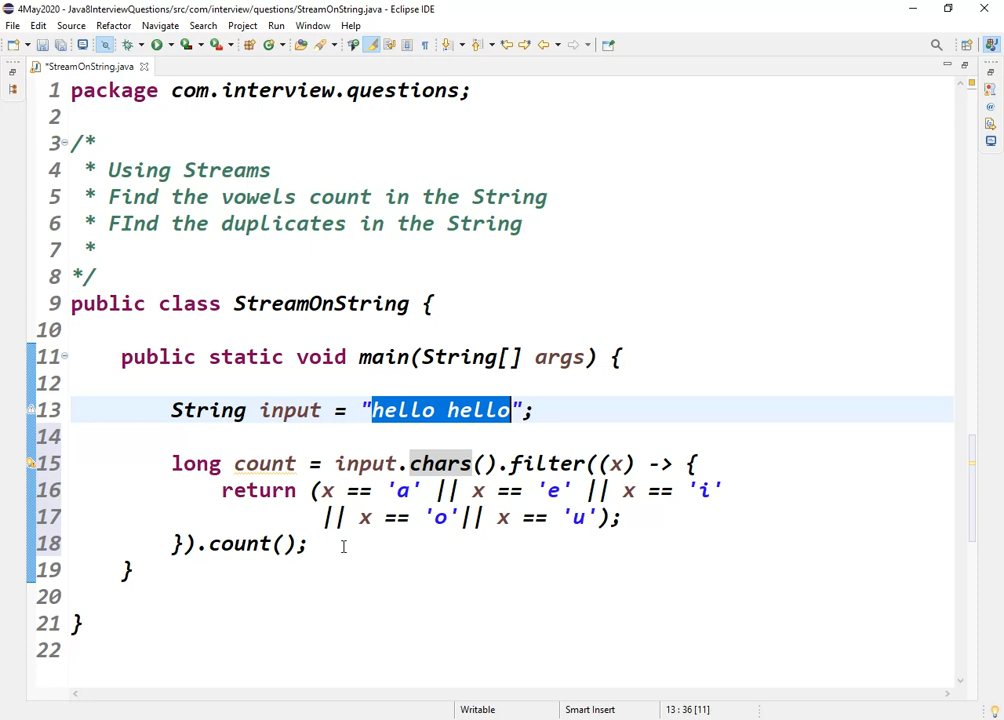 4May2020 - Java8InterviewQuestions/src/com/interview/questions/StreamOnString.java - Eclipse IDE
File Edit Source Refactor Navigate Search Project Run Window Help
*StreamOnString.java
1 package com.interview.questions;
2
3 /*
4  * Using Streams
5  * Find the vowels count in the String
6  * FInd the duplicates in the String
7  *
8 */
9 public class StreamOnString {
10
11     public static void main(String[] args) {
12
13         String input = "hello hello";
14
15         long count = input.chars().filter((x) -> {
16             return (x == 'a' || x == 'e' || x == 'i'
17                     || x == 'o'|| x == 'u');
18         }).count();
19     }
20
21 }
22
Writable Smart Insert 13 : 36 [11]